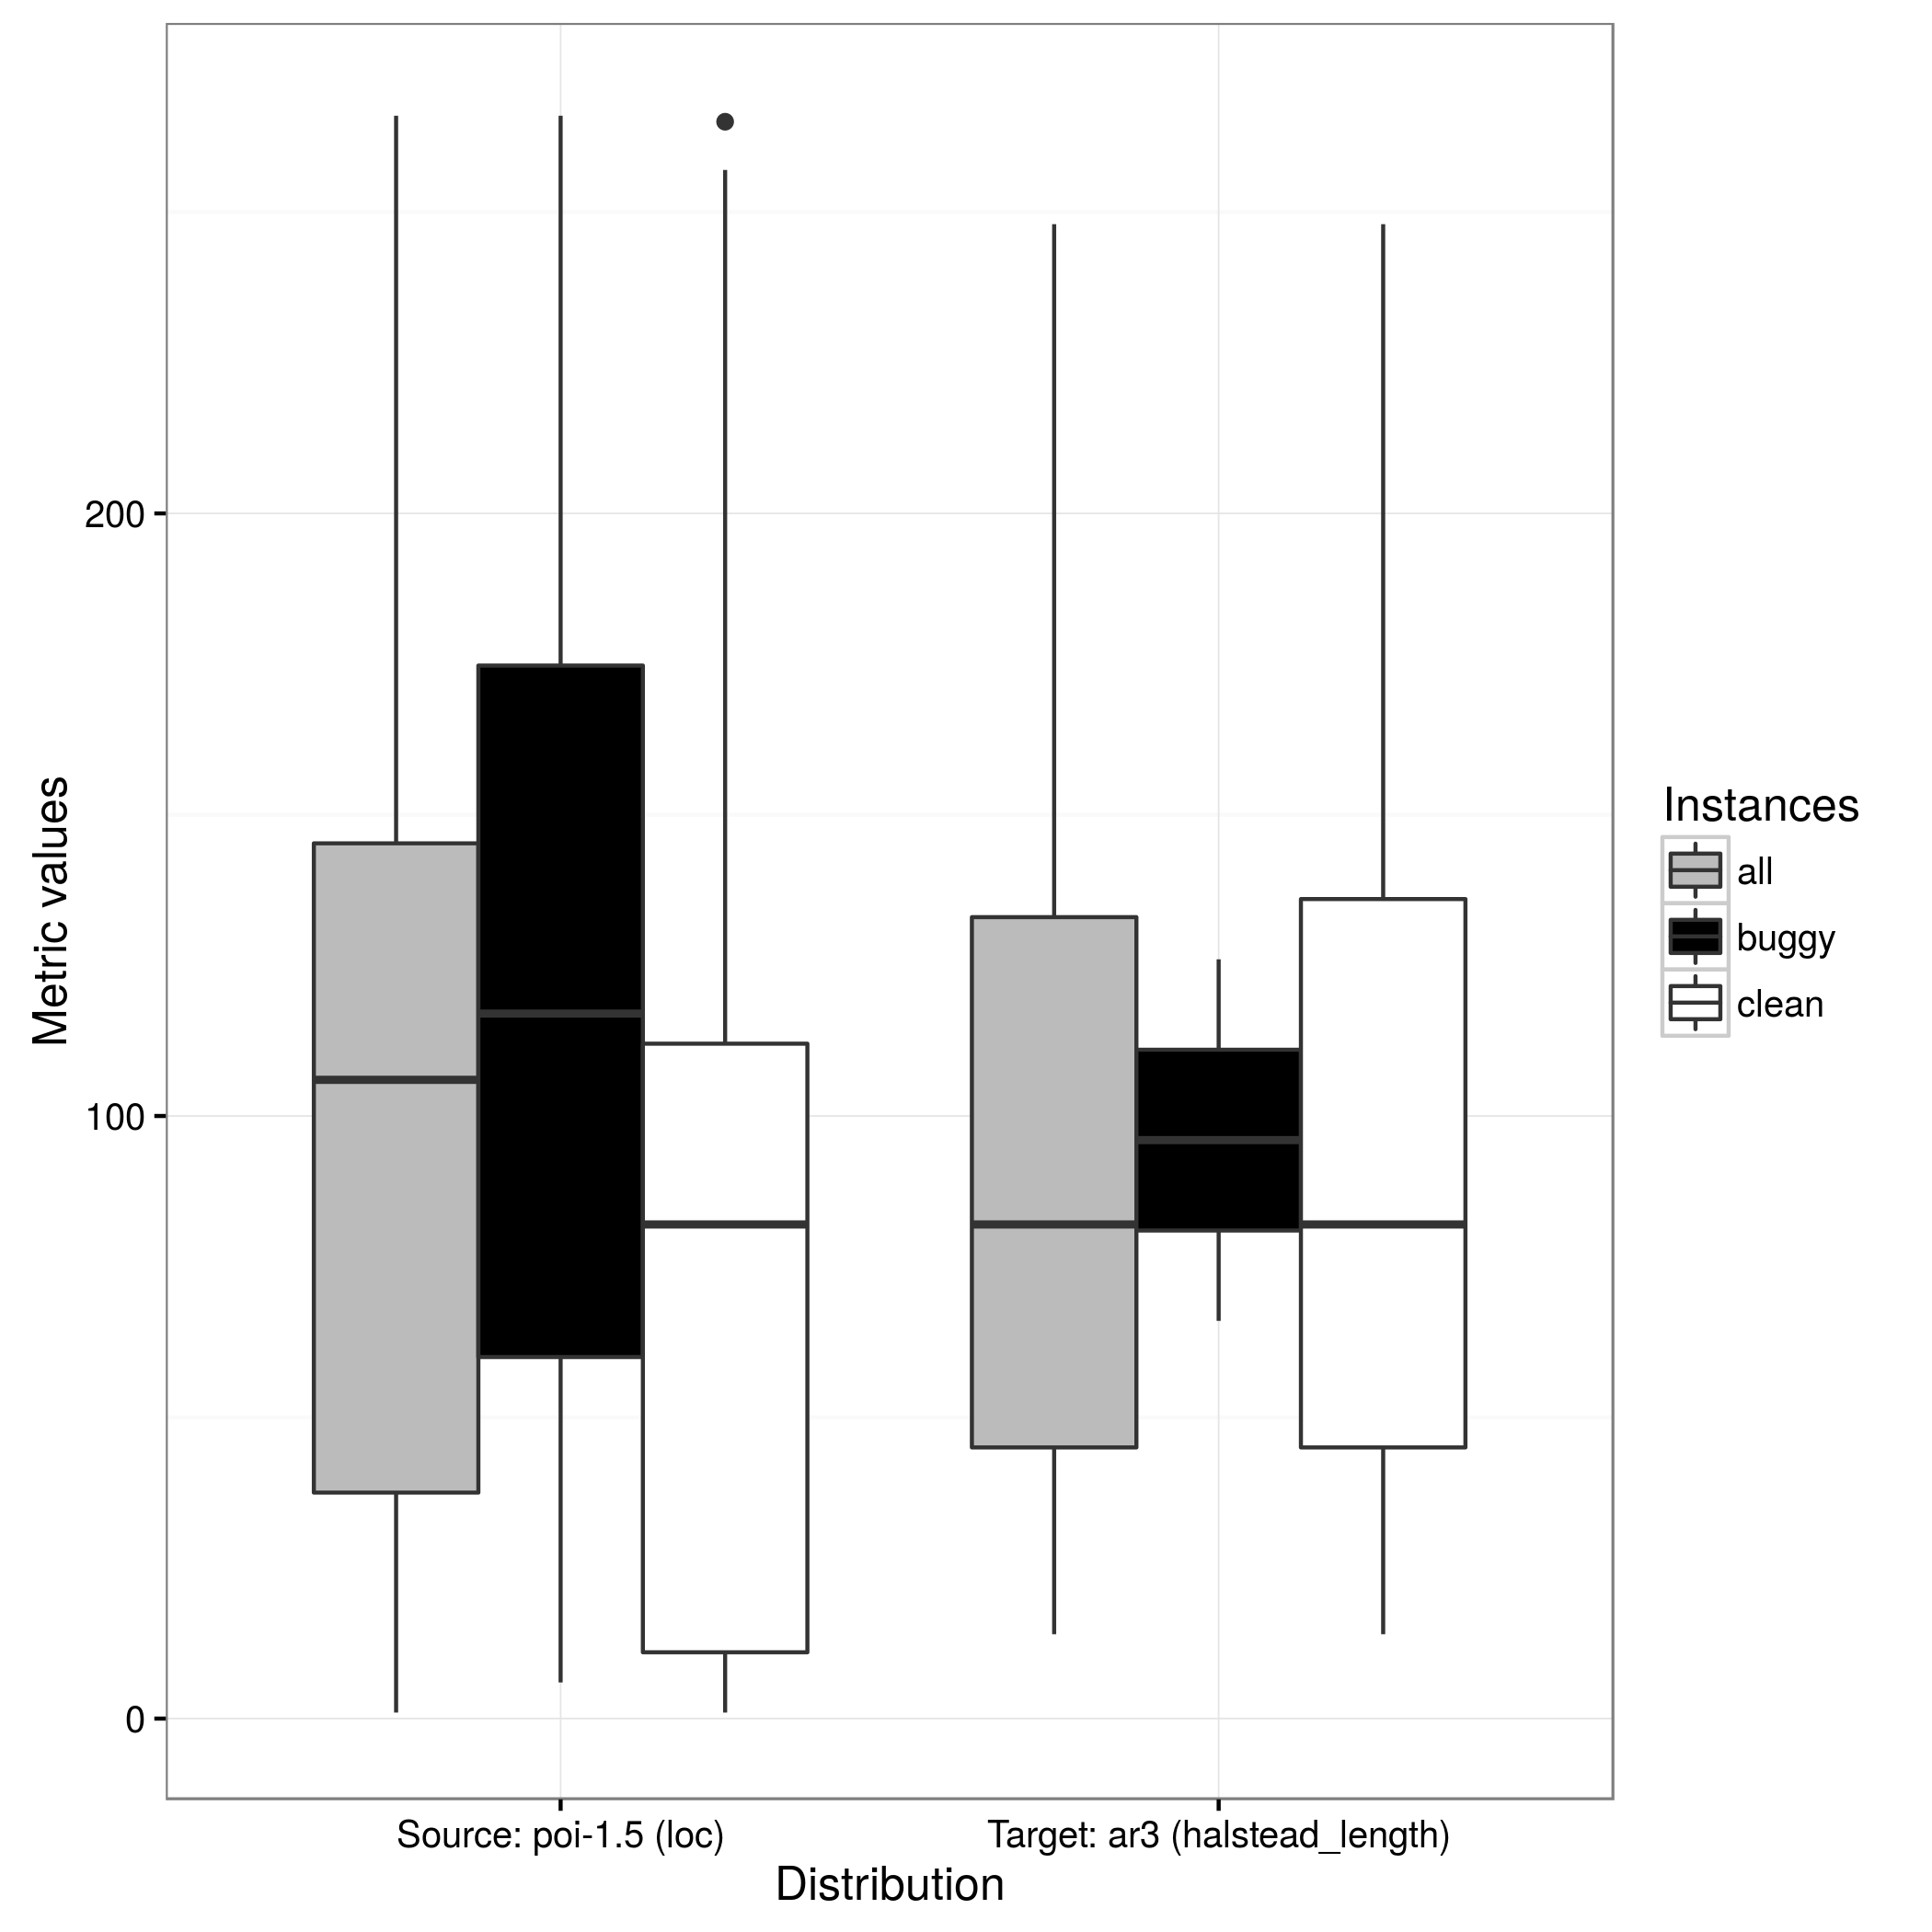 Metric values
200
100
0
Source: poi-1.5 (loc)
Target: ar3 (halstead_length)
Distribution
Instances
all
buggy
clean